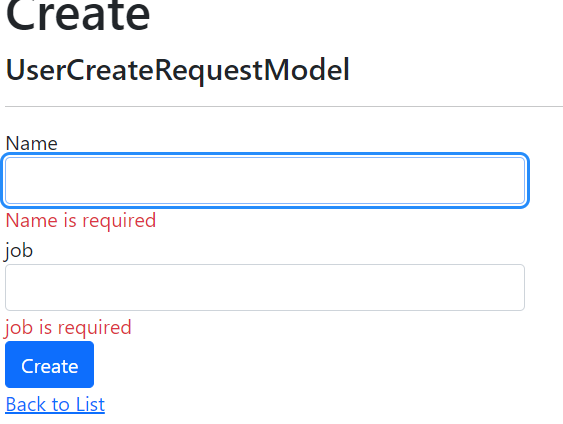 Create
UserCreateRequestModel
Name
Name is required
job
job is required
Create
Back to List